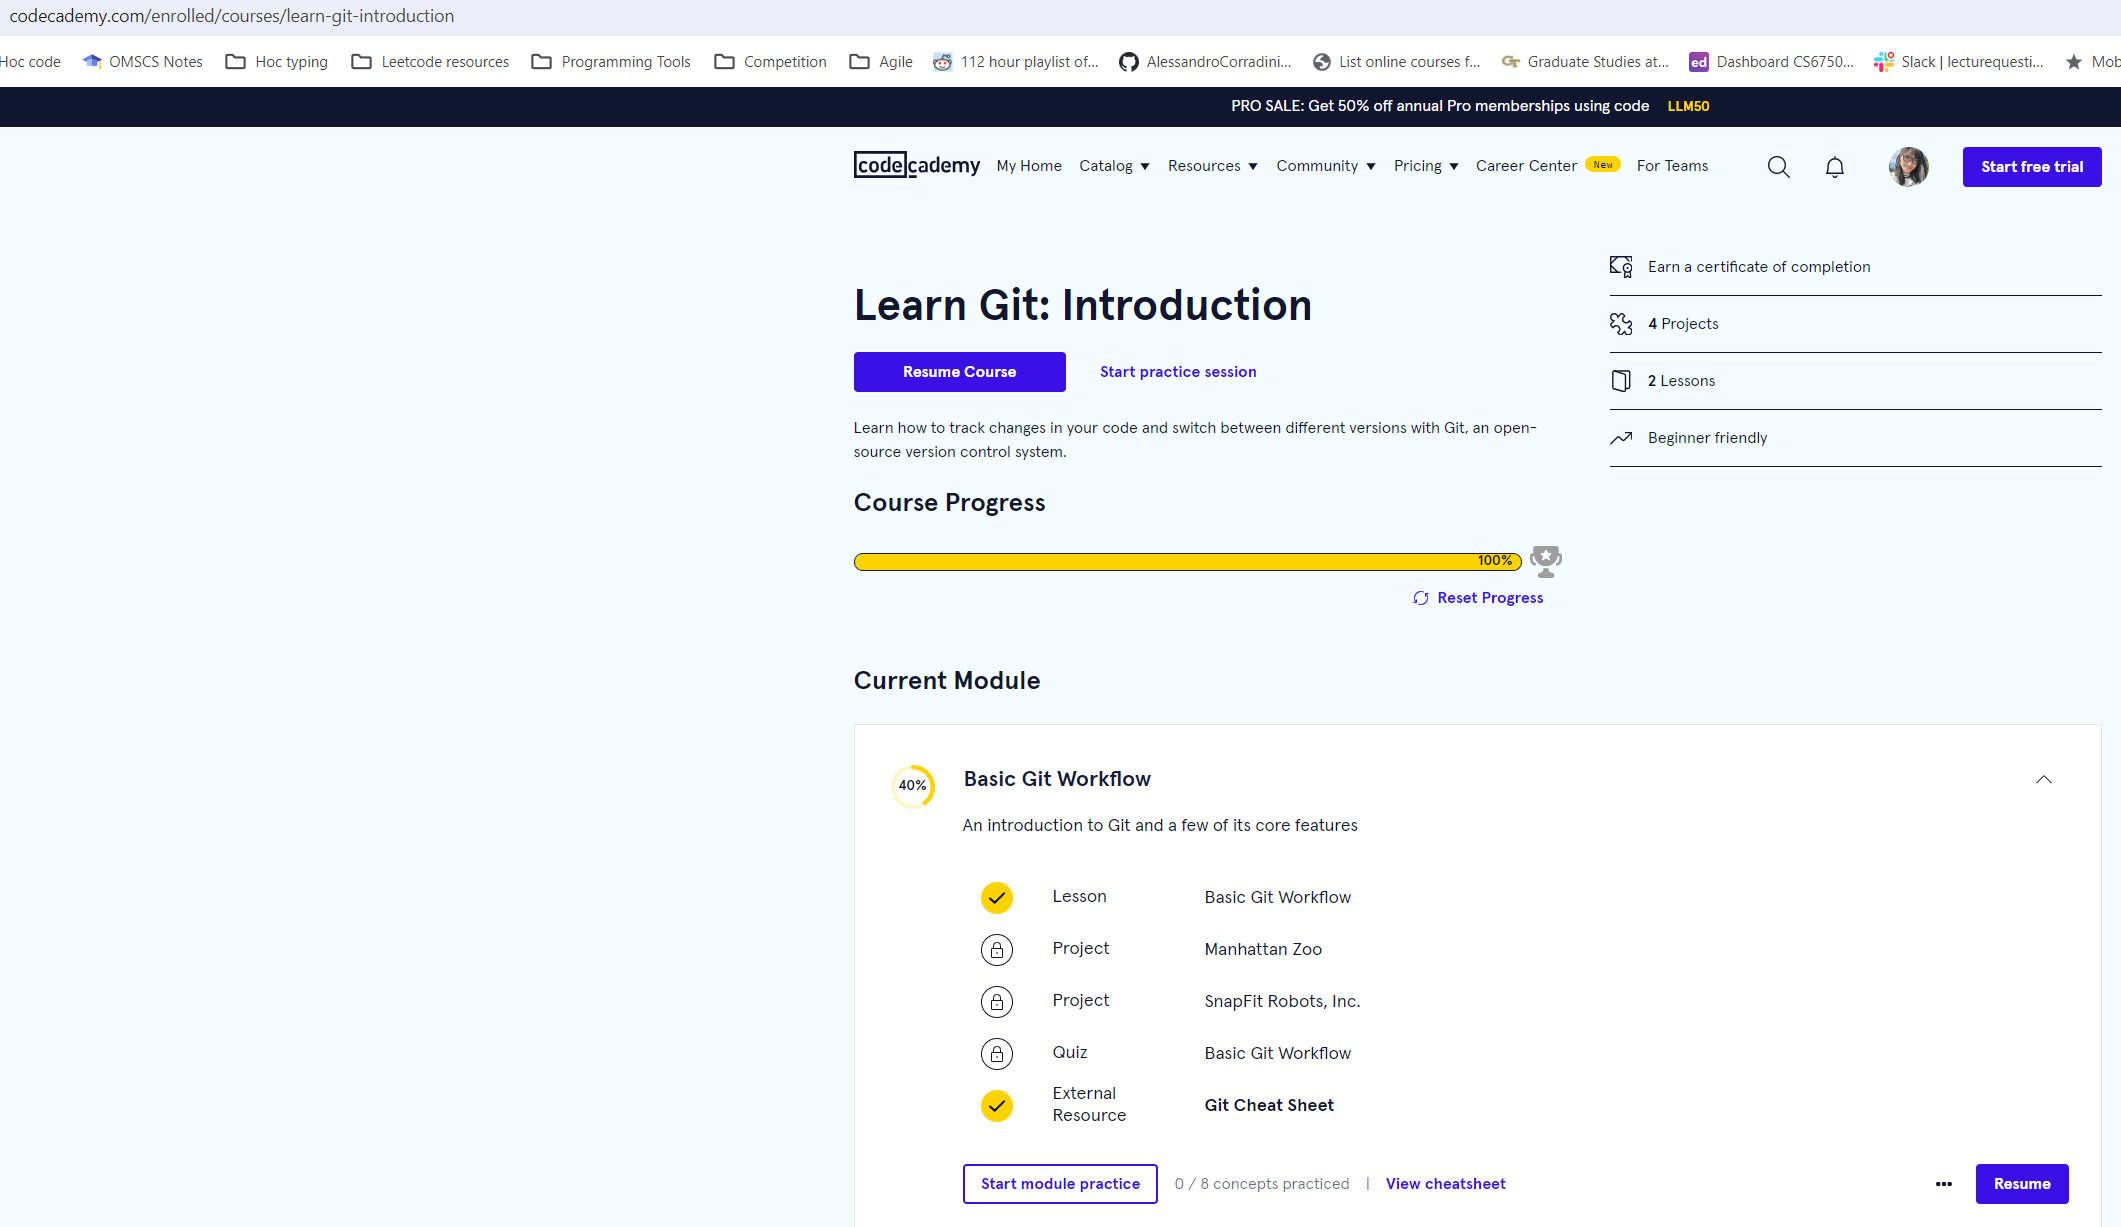 codecademy.com/enrolled/courses/learn-git-introduction
Hoc code OMSCS Notes Hoc typing Leetcode resources Programming Tools Competition Agile 112 hour playlist of... AlessandroCorradini... List online courses f... Graduate Studies at... ed Dashboard CS6750... Slack | lecturequesti... Mob
PRO SALE: Get 50% off annual Pro memberships using code LLM50
codecademy My Home Catalog Resources Community Pricing Career Center New For Teams Start free trial
Earn a certificate of completion
Learn Git: Introduction
4 Projects
Resume Course Start practice session
2 Lessons
Learn how to track changes in your code and switch between different versions with Git, an open-
source version control system.
Beginner friendly
Course Progress
100%
Reset Progress
Current Module
40% Basic Git Workflow
An introduction to Git and a few of its core features
Lesson Basic Git Workflow
Project Manhattan Zoo
Project SnapFit Robots, Inc.
Quiz Basic Git Workflow
External
Resource Git Cheat Sheet
Start module practice 0 / 8 concepts practiced | View cheatsheet ••• Resume